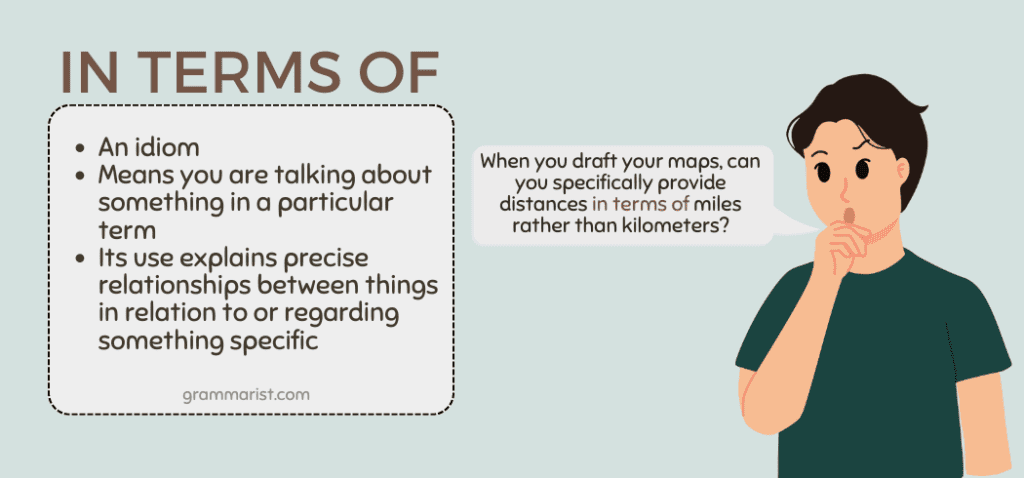 IN TERMS OF
• An idiom
• Means you are talking about
something in a particular
term
• Its use explains precise
relationships between things
in relation to or regarding
something specific
grammarist.com
When you draft your maps, can
you specifically provide
distances in terms of miles
rather than kilometers?